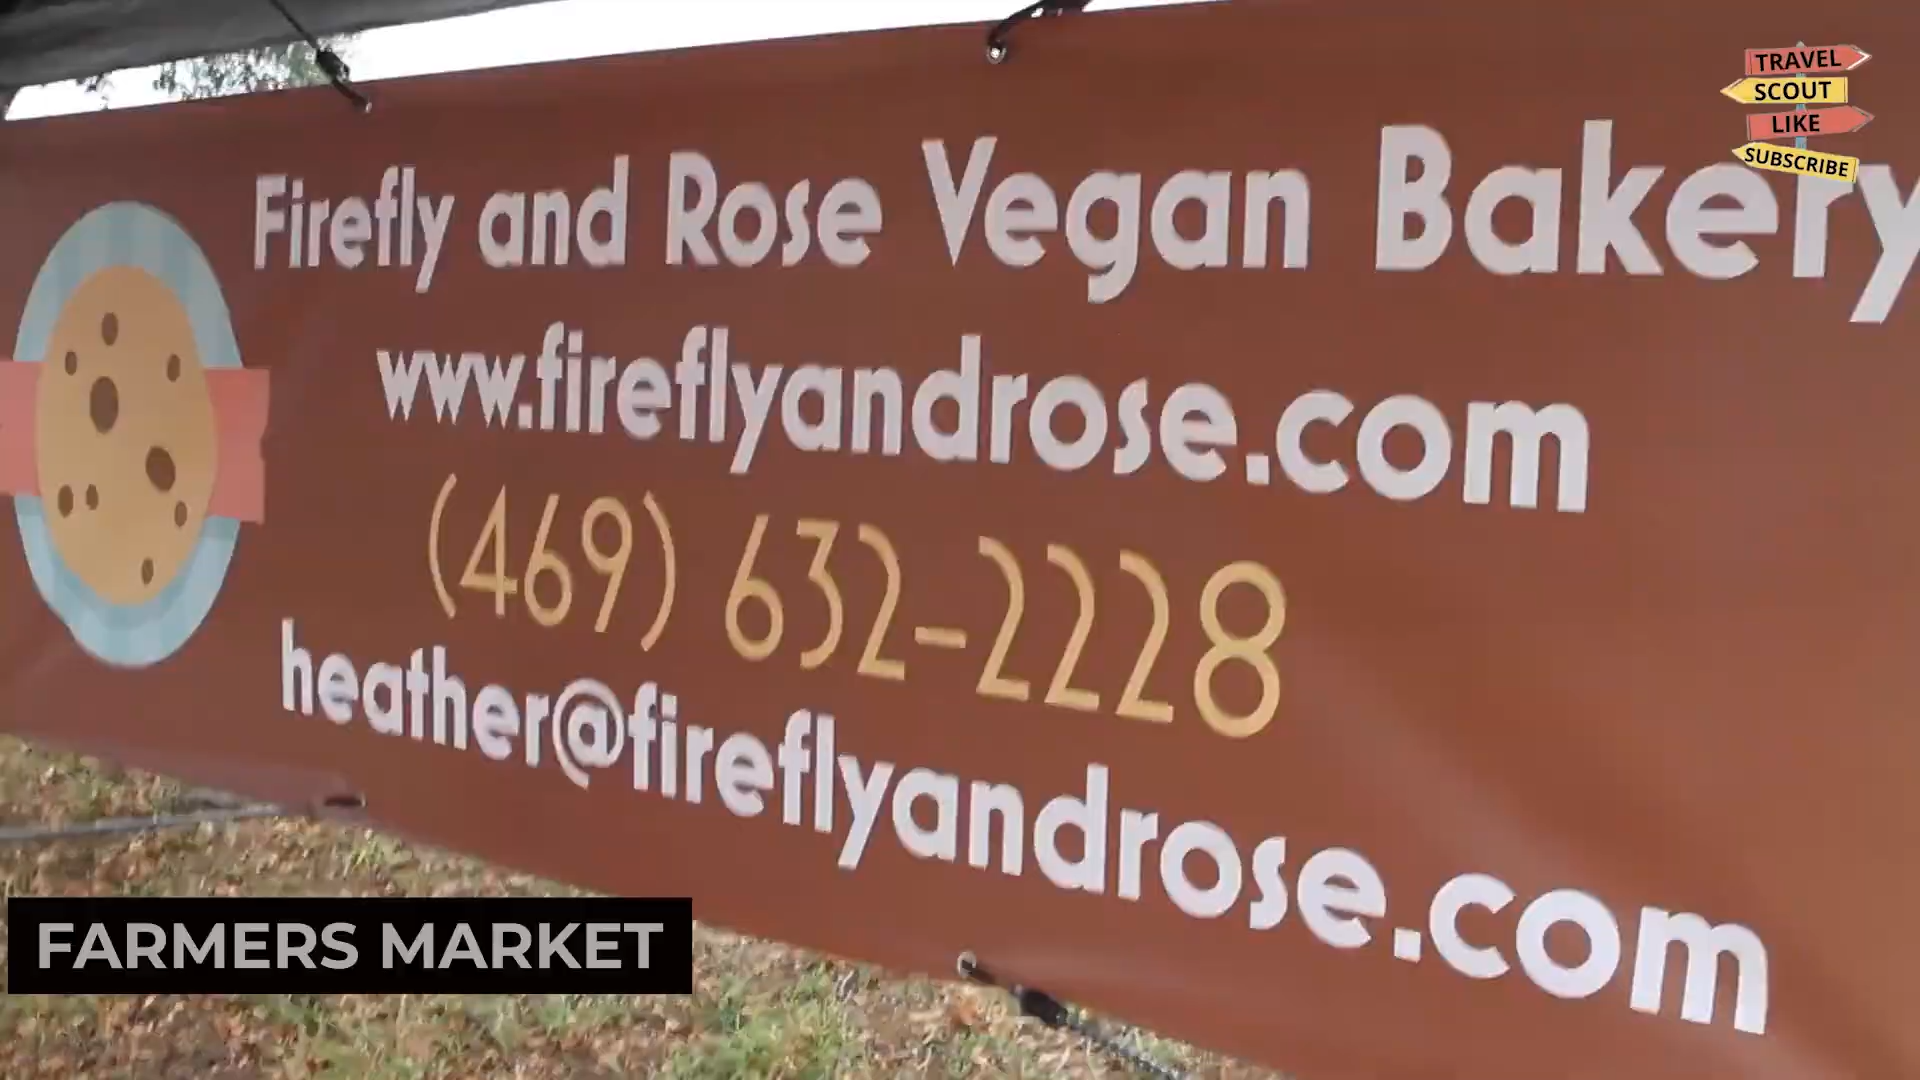 TRAVEL
SCOUT
LIKE
SUBSCRIBE
Firefly and Rose Vegan Bakery
www.fireflyandrose.com
(469) 632-2228
heather@fireflyandrose.com
FARMERS MARKET